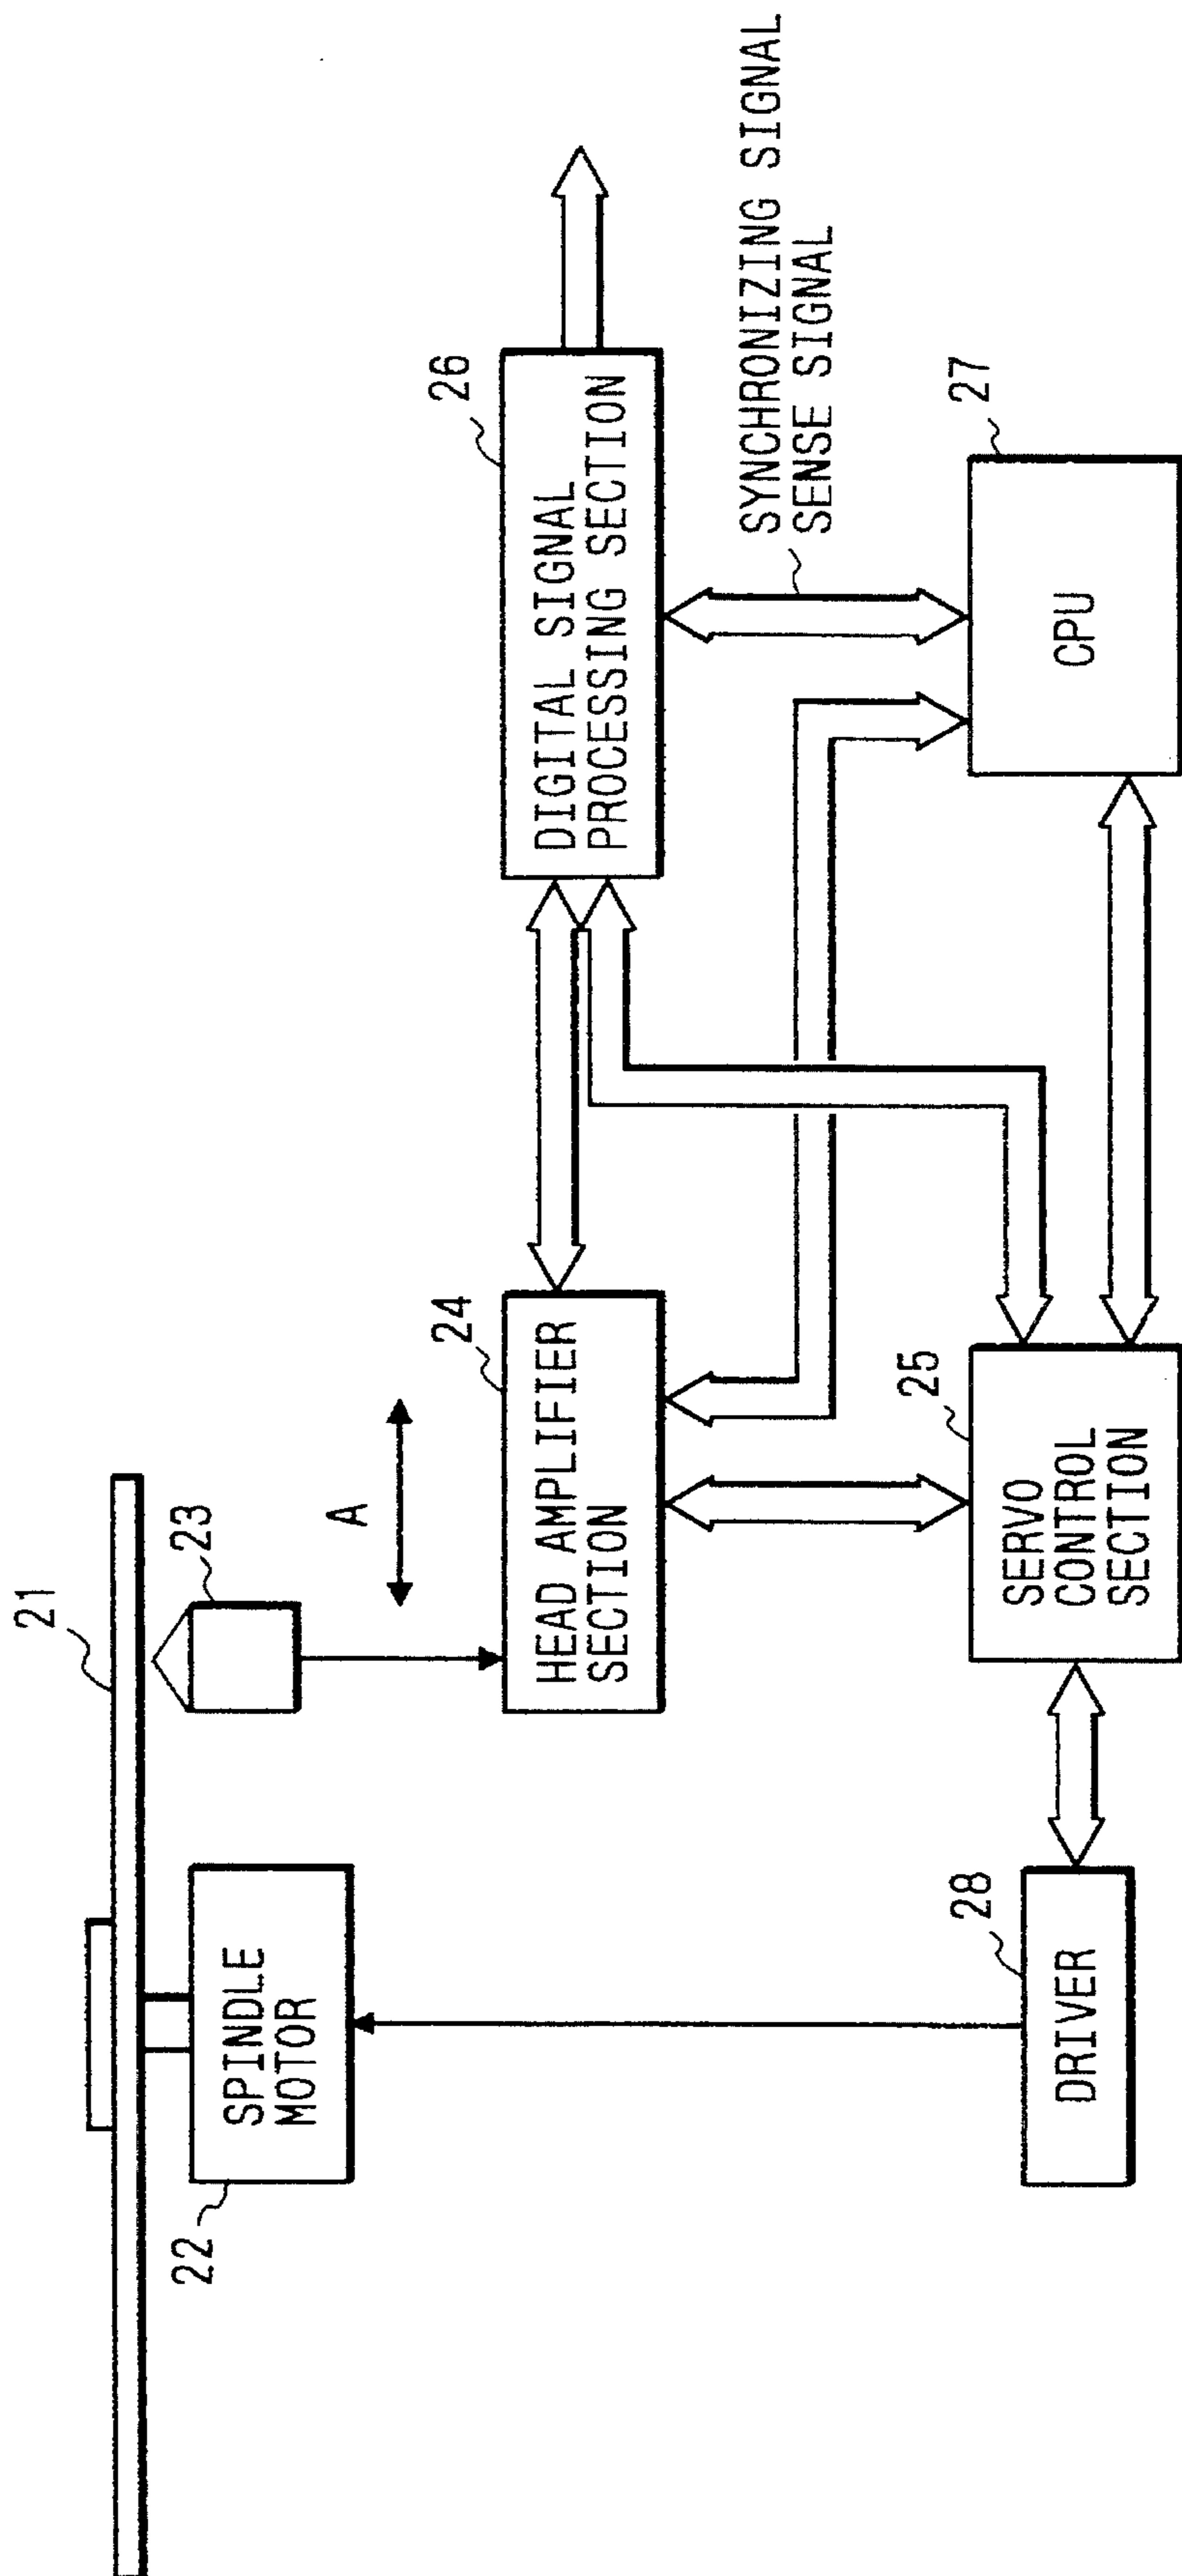 21
22
SPINDLE
MOTOR
23
A
24
HEAD AMPLIFIER
SECTION
26
DIGITAL SIGNAL
PROCESSING SECTION
SYNCHRONIZING SIGNAL
SENSE SIGNAL
28
DRIVER
25
SERVO
CONTROL
SECTION
27
CPU